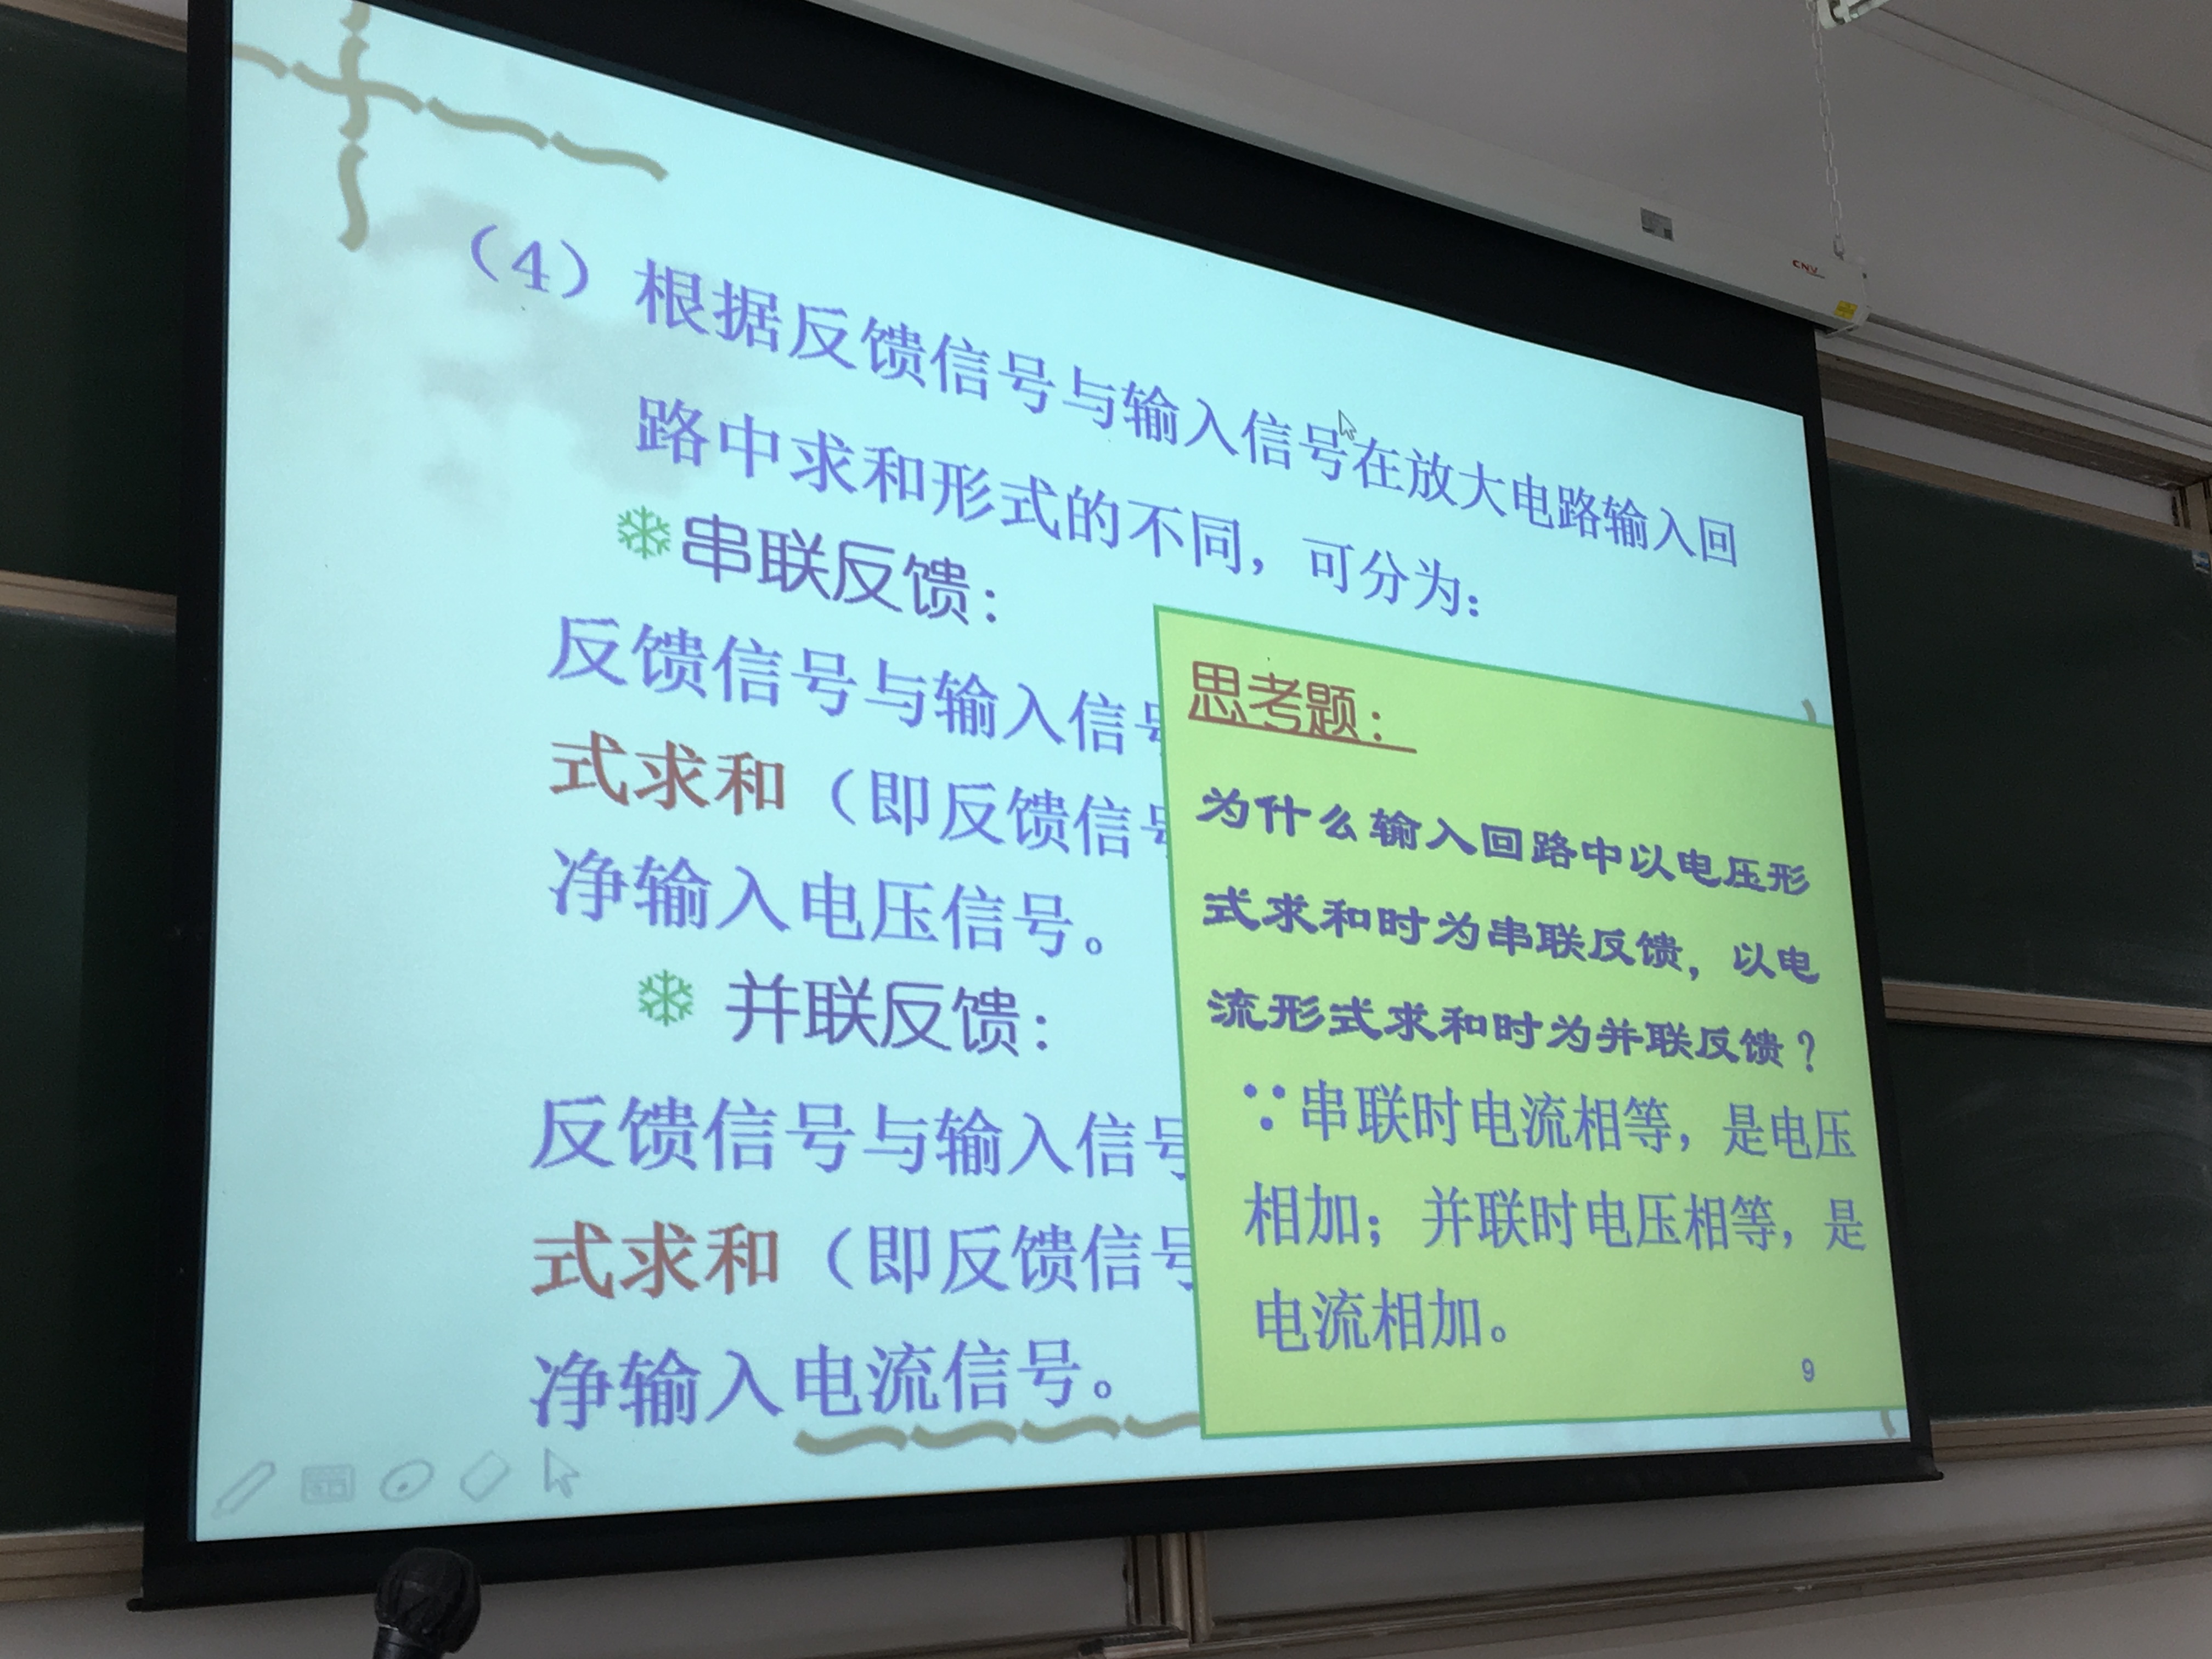 （4）根据反馈信号与输入信号在放大电路输入回
路中求和形式的不同，可分为：
串联反馈：
反馈信号与输入信号
式求和（即反馈信号
净输入电压信号。
并联反馈：
反馈信号与输入信号
式求和（即反馈信号
净输入电流信号。
思考题：
为什么输入回路中以电压形
式求和时为串联反馈，以电
流形式求和时为并联反馈？
∵串联时电流相等，是电压
相加；并联时电压相等，是
电流相加。
9
CNV